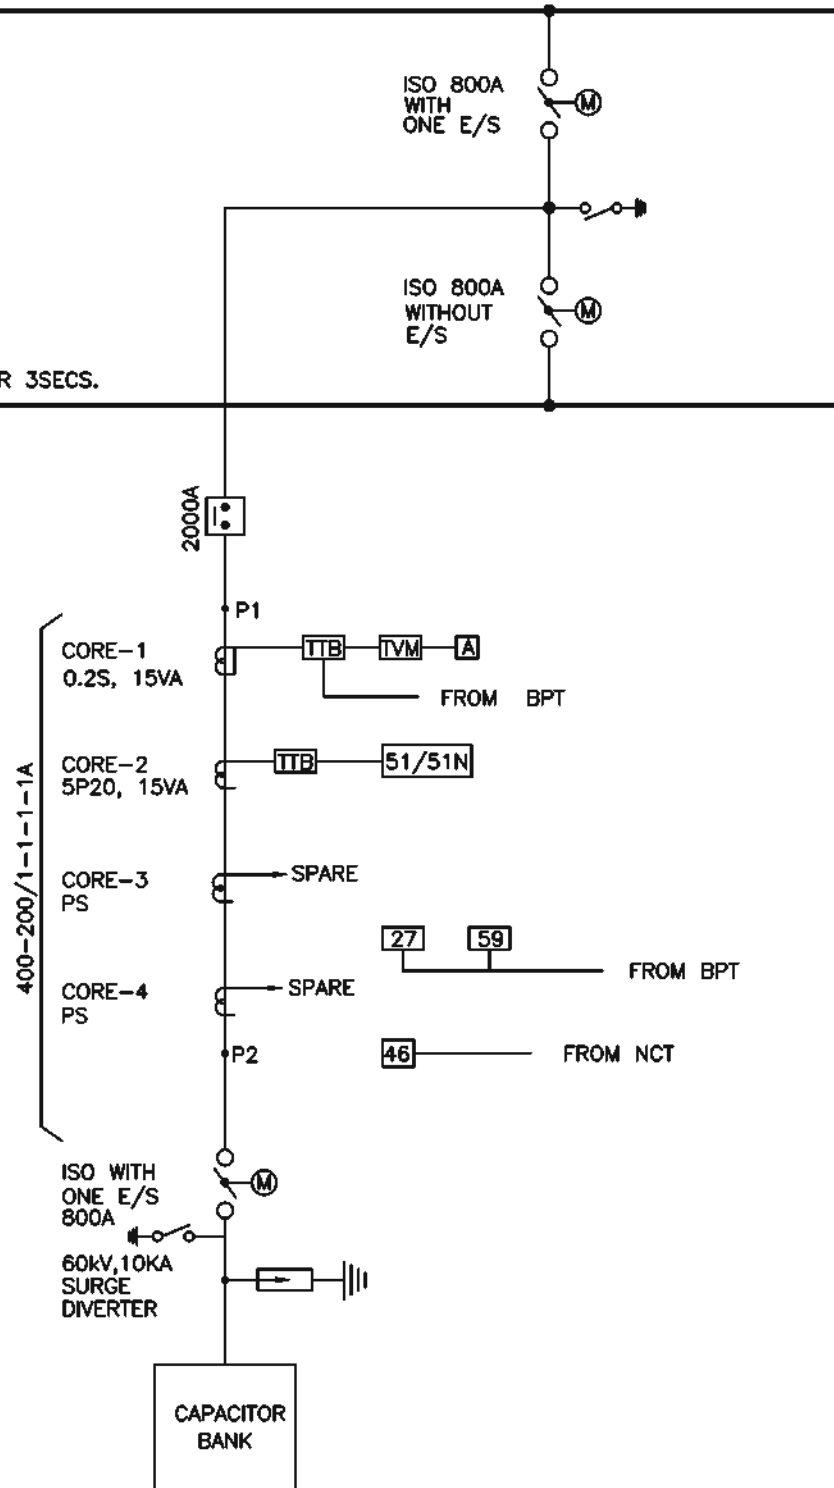 ISO 800A
WITH
ONE E/S
M
ISO 800A
WITHOUT
E/S
M
R 3SECS.
2000A
P1
CORE-1
0.2S, 15VA
TTB
TVM
A
FROM BPT
CORE-2
5P20, 15VA
TTB
51/51N
400-200/1-1-1-1A
CORE-3
PS
SPARE
27
59
FROM BPT
CORE-4
PS
SPARE
P2
46
FROM NCT
ISO WITH
ONE E/S
800A
M
60kV,10KA
SURGE
DIVERTER
CAPACITOR
BANK